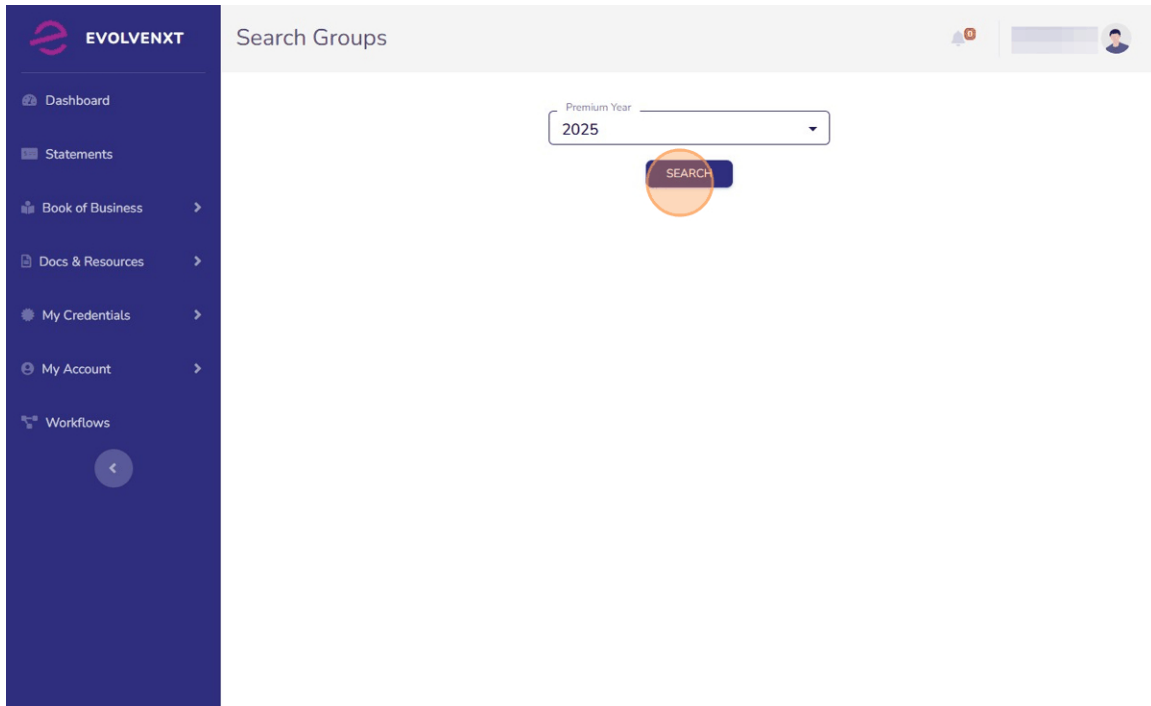 EVOLVENXT
Search Groups
0
Dashboard
Statements
Book of Business
Docs & Resources
My Credentials
My Account
Workflows
Premium Year
2025
SEARCH